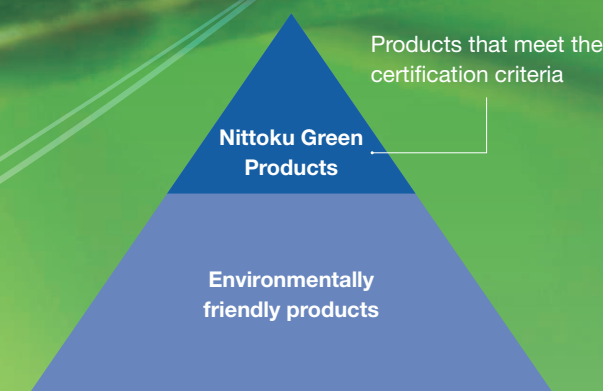 Products that meet the
certification criteria
Nittoku Green
Products
Environmentally
friendly products